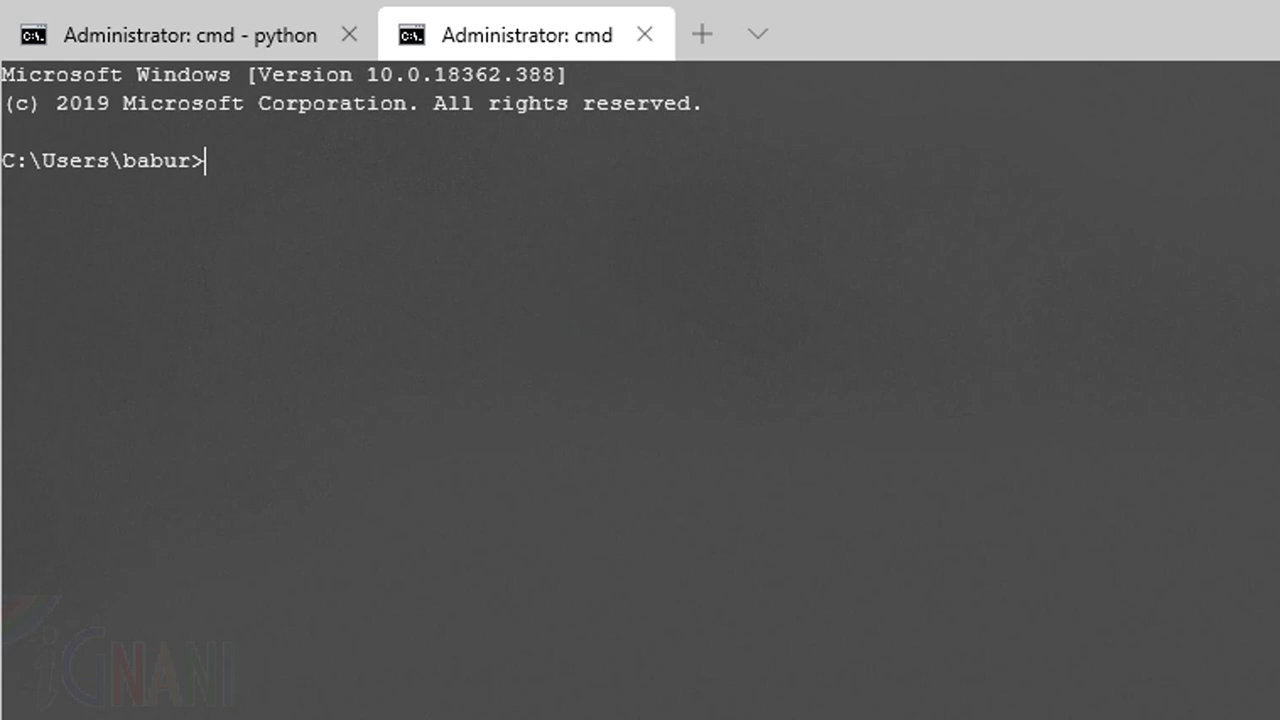 Administrator: cmd - python
Administrator: cmd
Microsoft Windows [Version 10.0.18362.388]
(c) 2019 Microsoft Corporation. All rights reserved.
C:\Users\babur>
iGNANI